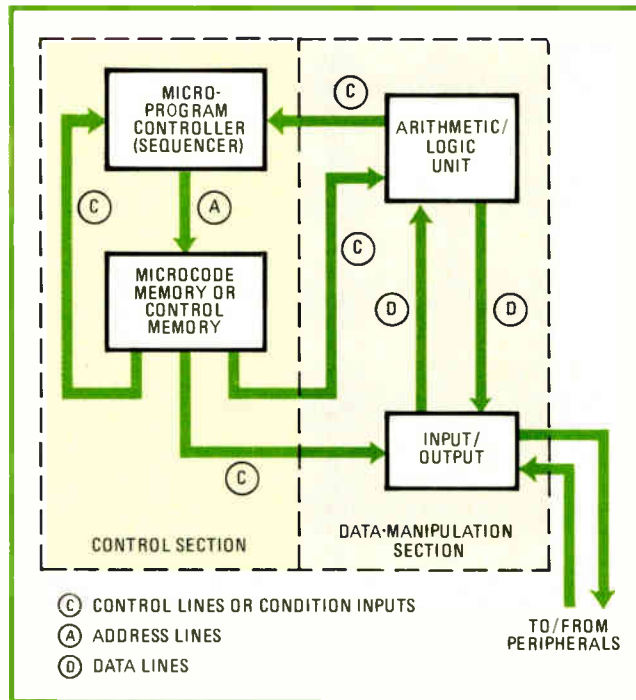 MICRO-
PROGRAM
CONTROLLER
(SEQUENCER)
C
ARITHMETIC/
LOGIC
UNIT
C
A
C
MICROCODE
MEMORY OR
CONTROL
MEMORY
D
D
INPUT/
OUTPUT
C
CONTROL SECTION
DATA-MANIPULATION
SECTION
C CONTROL LINES OR CONDITION INPUTS
A ADDRESS LINES
D DATA LINES
TO/FROM
PERIPHERALS